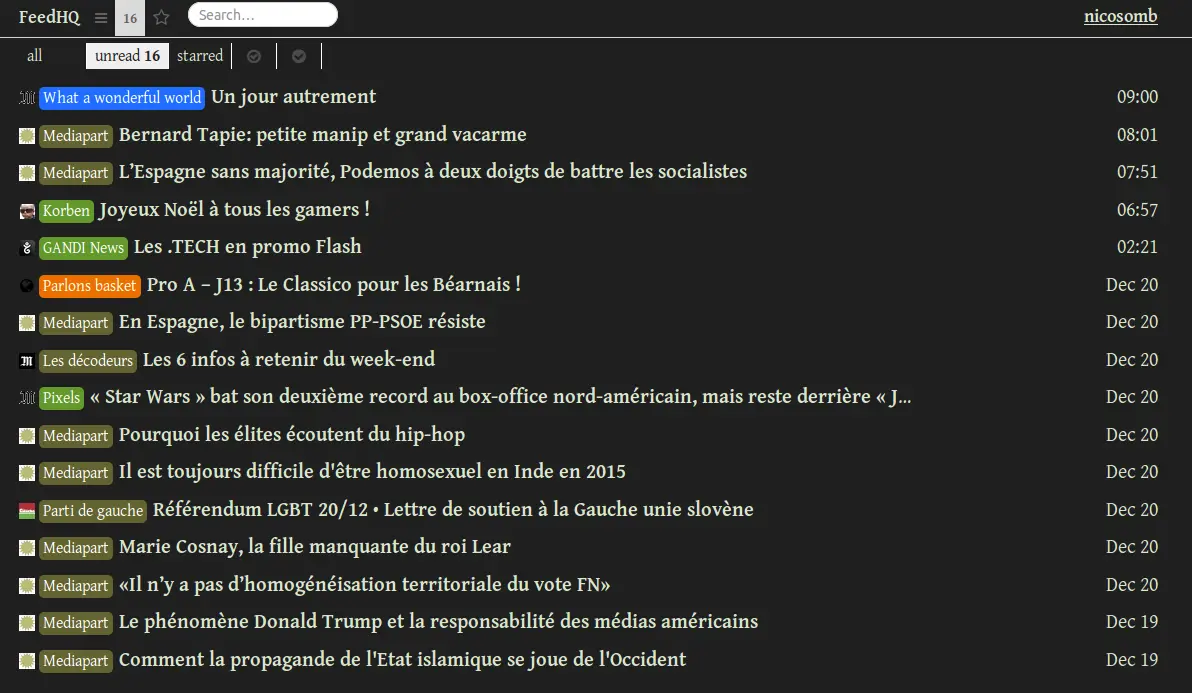 FeedHQ 16 Search... nicosomb
all unread 16 starred
What a wonderful world Un jour autrement 09:00
Mediapart Bernard Tapie: petite manip et grand vacarme 08:01
Mediapart L’Espagne sans majorité, Podemos à deux doigts de battre les socialistes 07:51
Korben Joyeux Noël à tous les gamers ! 06:57
GANDI News Les .TECH en promo Flash 02:21
Parlons basket Pro A – J13 : Le Classico pour les Béarnais ! Dec 20
Mediapart En Espagne, le bipartisme PP-PSOE résiste Dec 20
Les décodeurs Les 6 infos à retenir du week-end Dec 20
Pixels « Star Wars » bat son deuxième record au box-office nord-américain, mais reste derrière « J... Dec 20
Mediapart Pourquoi les élites écoutent du hip-hop Dec 20
Mediapart Il est toujours difficile d'être homosexuel en Inde en 2015 Dec 20
Parti de gauche Référendum LGBT 20/12 • Lettre de soutien à la Gauche unie slovène Dec 20
Mediapart Marie Cosnay, la fille manquante du roi Lear Dec 20
Mediapart «Il n’y a pas d’homogénéisation territoriale du vote FN» Dec 20
Mediapart Le phénomène Donald Trump et la responsabilité des médias américains Dec 19
Mediapart Comment la propagande de l'Etat islamique se joue de l'Occident Dec 19